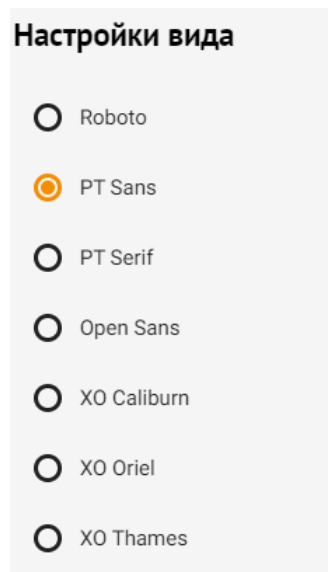 Настройки вида
Roboto
PT Sans
PT Serif
Open Sans
XO Caliburn
XO Oriel
XO Thames